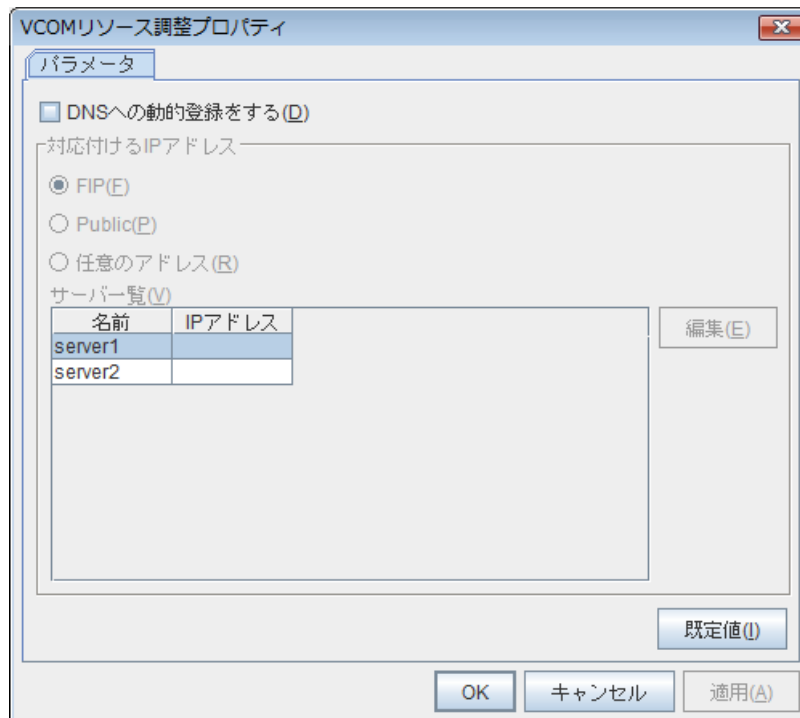 VCOMリソース調整プロパティ
パラメータ
DNSへの動的登録をする(D)
対応付けるIPアドレス
FIP(F)
Public(P)
任意のアドレス(R)
サーバ一覧(V)
名前 IPアドレス
編集(E)
server1
server2
既定値(I)
OK キャンセル 適用(A)